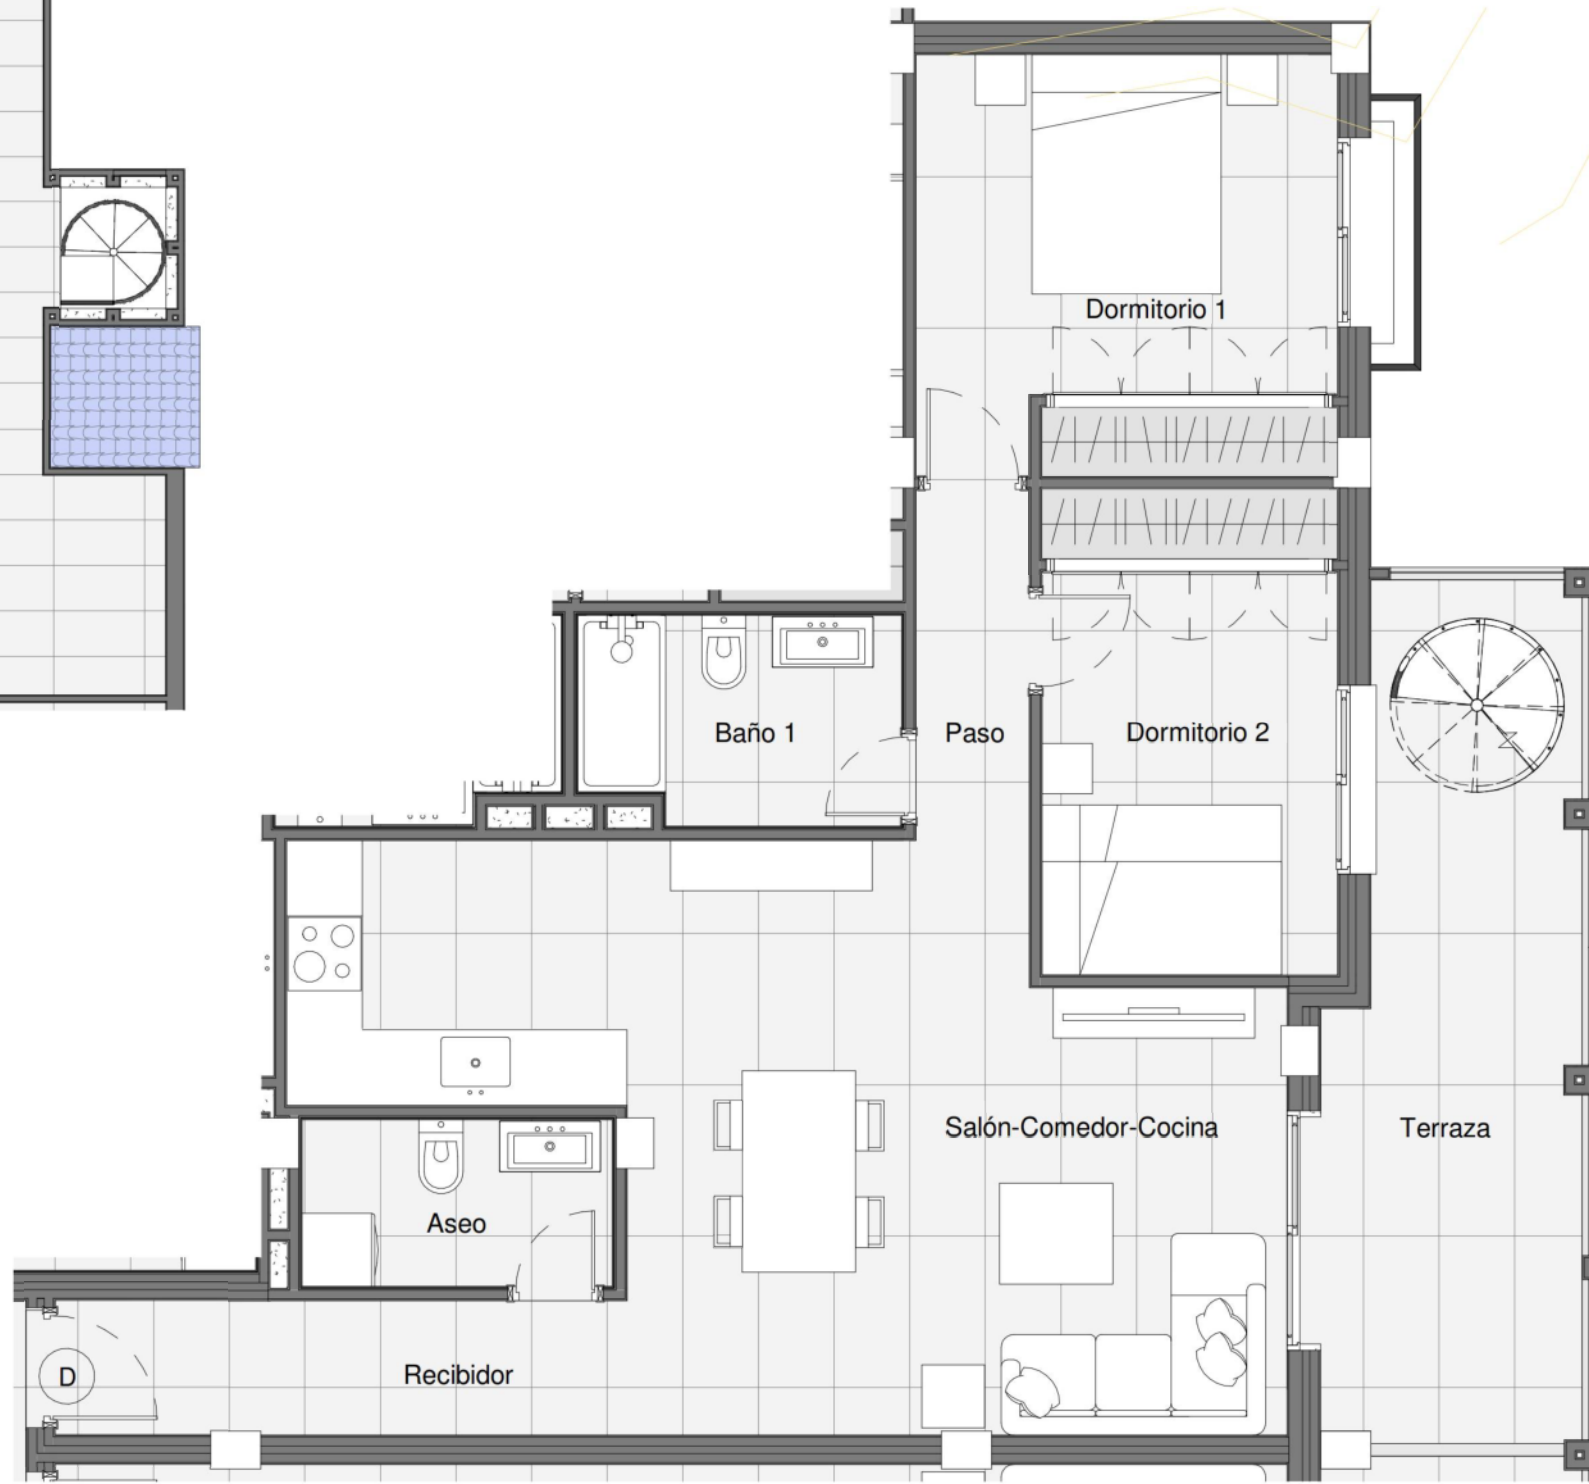 Dormitorio 1
Baño 1
Paso
Dormitorio 2
Salón-Comedor-Cocina
Terraza
Aseo
Recibidor
D